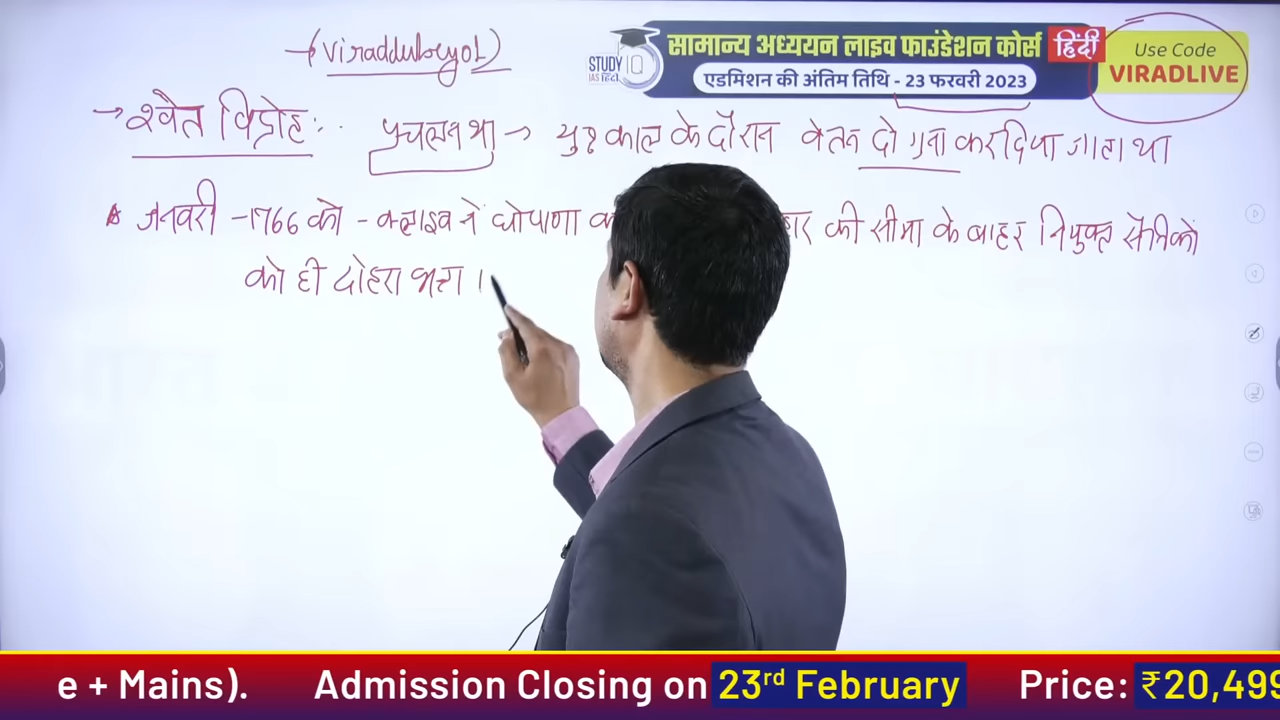 →(viraddubey01)
STUDY IQ
IAS हिंदी
सामान्य अध्ययन लाइव फाउंडेशन कोर्स हिंदी
एडमिशन की अंतिम तिथि - 23 फरवरी 2023
Use Code
VIRADLIVE
→ श्वेत विद्रोह :- प्रचलन था → युद्ध काल के दौरान वेतन दो गुना कर दिया जाता था
जनवरी - 1766 को - क्लाइव ने घोषणा की सीमा के बाहर नियुक्त सैनिकों
को ही दोहरा भत्ता ।
e + Mains). Admission Closing on 23rd February Price: ₹20,499